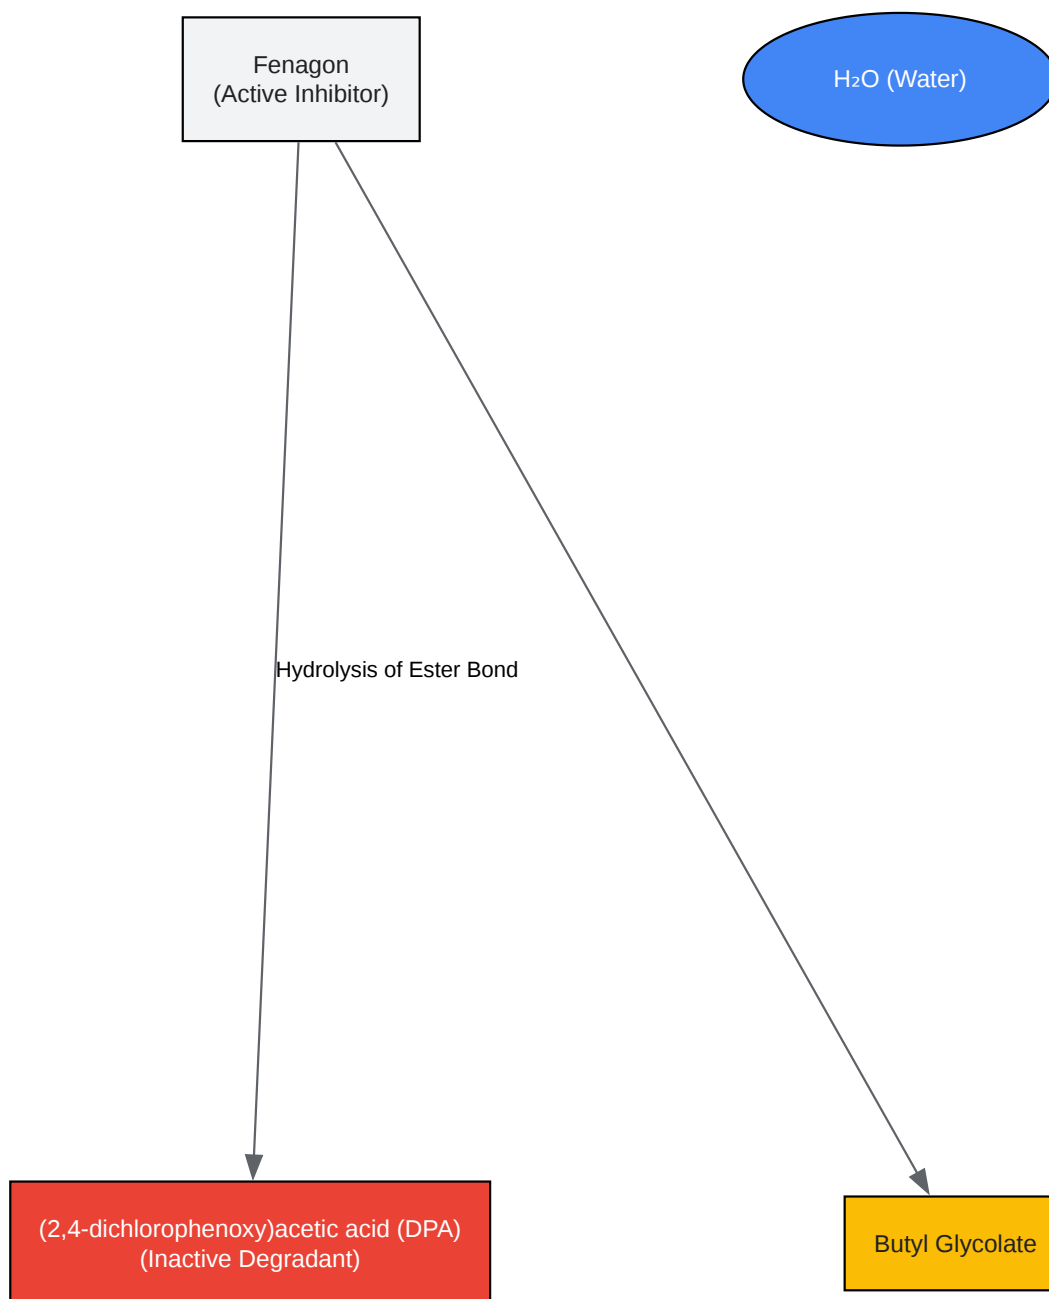 Fenagon
(Active Inhibitor)
H₂O (Water)
Hydrolysis of Ester Bond
(2,4-dichlorophenoxy)acetic acid (DPA)
(Inactive Degradant)
Butyl Glycolate